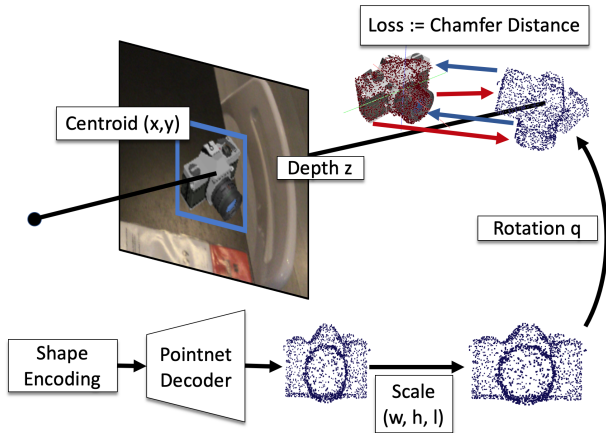 Loss := Chamfer Distance
Centroid (x,y)
Depth z
Rotation q
Shape
Encoding
Pointnet
Decoder
Scale
(w, h, l)